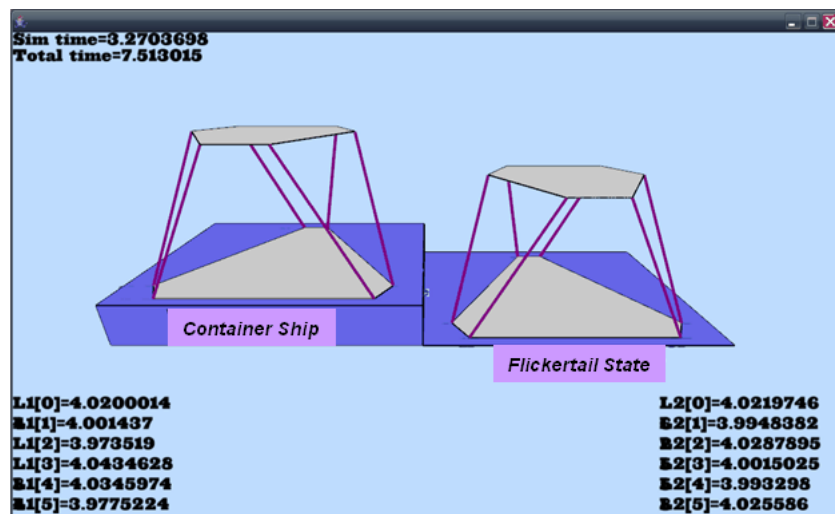 Sim time=3.2703698
Total time=7.513015
Container Ship
Flickertail State
L1[0]=4.0200014
L1[1]=4.001437
L1[2]=3.973519
L1[3]=4.0434628
L1[4]=4.0345974
L1[5]=3.9775224
L2[0]=4.0219746
L2[1]=3.9948382
L2[2]=4.0287895
L2[3]=4.0015025
L2[4]=3.993298
L2[5]=4.025586